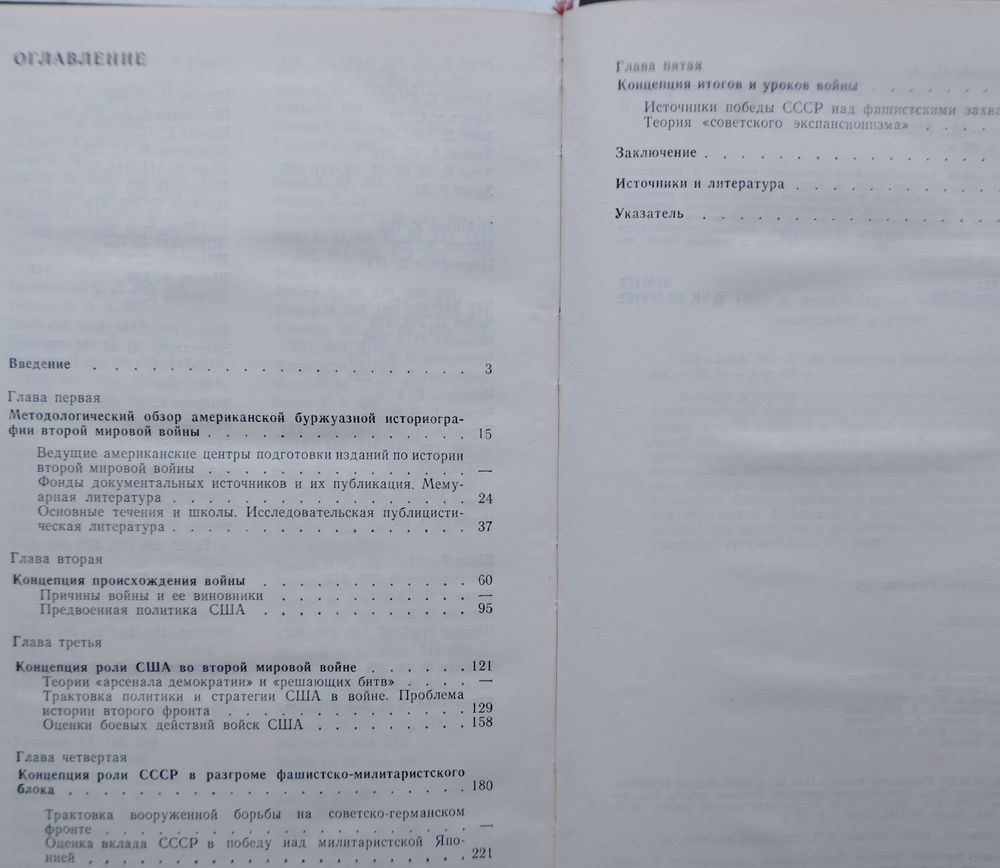 ОГЛАВЛЕНИЕ
Введение . . . . . . . . . . . . . . . . . . 3
Глава первая
Методологический обзор американской буржуазной историогра-
фии второй мировой войны . . . . . . . . . . . . . 15
Ведущие американские центры подготовки изданий по истории
второй мировой войны . . . . . . . . . . . . . —
Фонды документальных источников и их публикация. Мему-
арная литература . . . . . . . . . . . . . . . 24
Основные течения и школы. Исследовательская публицисти-
ческая литература . . . . . . . . . . . . . . . 37
Глава вторая
Концепция происхождения войны . . . . . . . . . . . 60
Причины войны и ее виновники . . . . . . . . . . —
Предвоенная политика США . . . . . . . . . . . 95
Глава третья
Концепция роли США во второй мировой войне . . . . . . 121
Теории «арсенала демократии» и «решающих битв» . . . . —
Трактовка политики и стратегии США в войне. Проблема
истории второго фронта . . . . . . . . . . . . 129
Оценки боевых действий войск США . . . . . . . . 158
Глава четвертая
Концепция роли СССР в разгроме фашистско-милитаристского
блока . . . . . . . . . . . . . . . . . . . 180
Трактовка вооруженной борьбы на советско-германском
фронте . . . . . . . . . . . . . . . . . . —
Оценка вклада СССР в победу над милитаристской Япо-
нией . . . . . . . . . . . . . . . . . . . 221
Глава пятая
Концепция итогов и уроков войны . . . . .
Источники победы СССР над фашистскими захва
Теория «советского экспансионизма» . . . .
Заключение . . . . . . . . . . . .
Источники и литература . . . . . . . .
Указатель . . . . . . . . . . . .